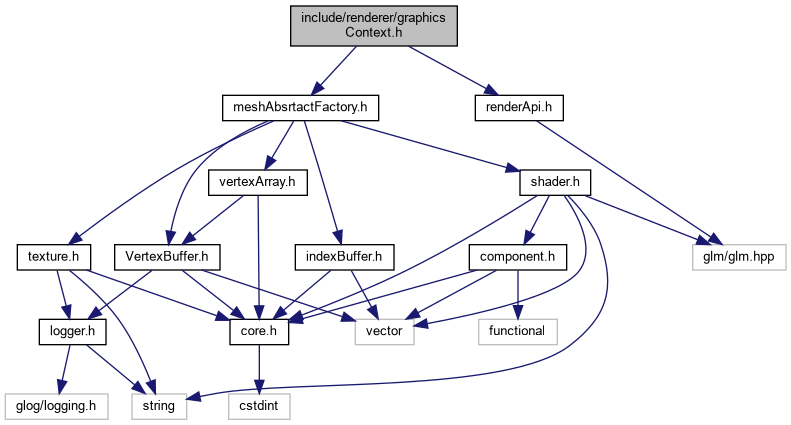 include/renderer/graphics
Context.h
meshAbsrtactFactory.h
renderApi.h
vertexArray.h
shader.h
texture.h
VertexBuffer.h
indexBuffer.h
component.h
glm/glm.hpp
logger.h
core.h
vector
functional
glog/logging.h
string
cstdint